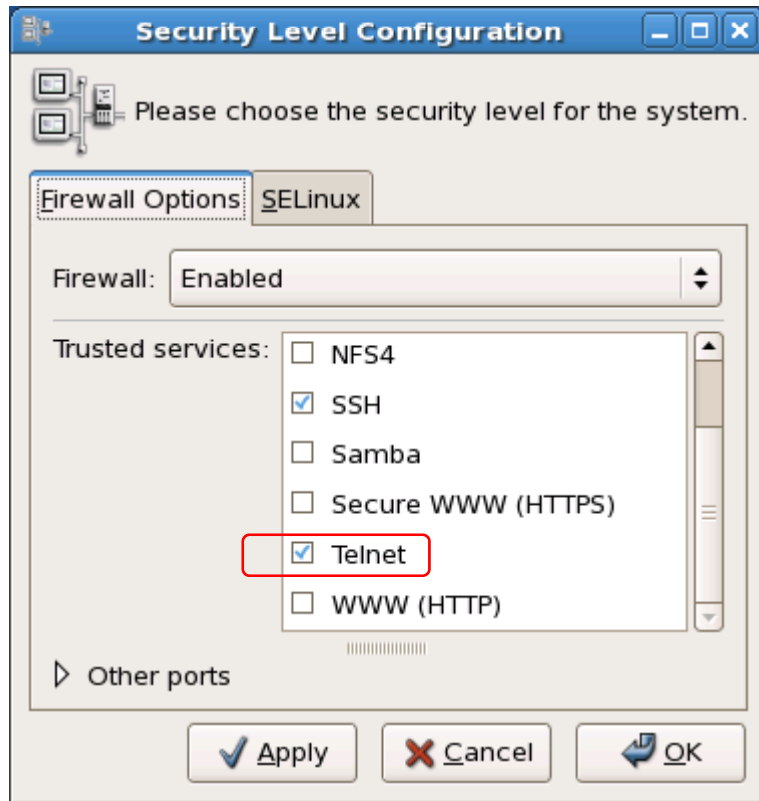 Security Level Configuration
Please choose the security level for the system.
Firewall Options SELinux
Firewall: Enabled
Trusted services: NFS4
SSH
Samba
Secure WWW (HTTPS)
Telnet
WWW (HTTP)
Other ports
Apply Cancel OK